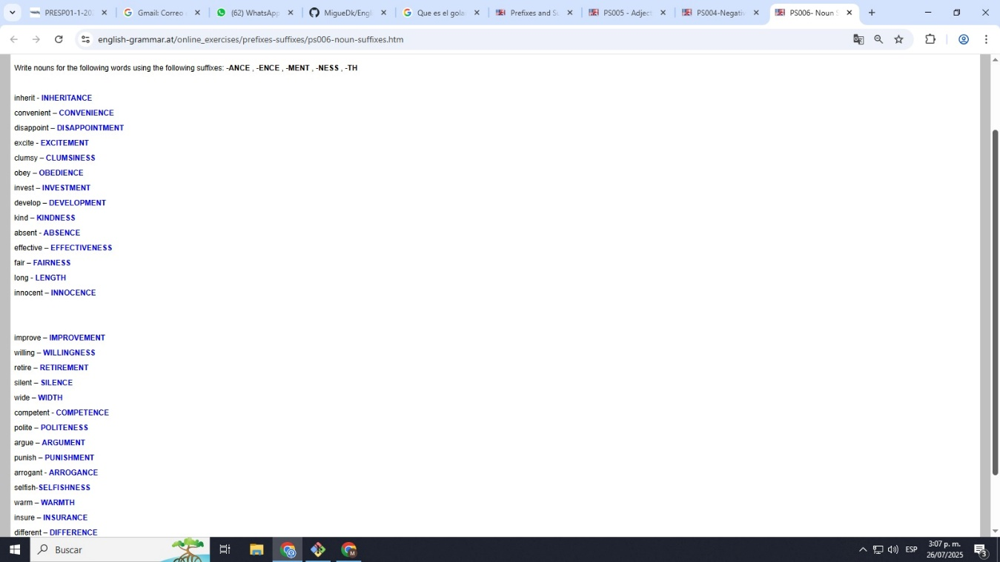 PRESP01-1-20
Gmail: Correo
(62) WhatsApp
MigueDk/Engl
Que es el gola
Prefixes and Su
PS005 - Adject
PS004-Negativ
PS006- Noun S
english-grammar.at/online_exercises/prefixes-suffixes/ps006-noun-suffixes.htm
Write nouns for the following words using the following suffixes: -ANCE , -ENCE , -MENT , -NESS , -TH
inherit - INHERITANCE
convenient – CONVENIENCE
disappoint – DISAPPOINTMENT
excite - EXCITEMENT
clumsy – CLUMSINESS
obey – OBEDIENCE
invest – INVESTMENT
develop – DEVELOPMENT
kind – KINDNESS
absent - ABSENCE
effective – EFFECTIVENESS
fair – FAIRNESS
long - LENGTH
innocent – INNOCENCE
improve – IMPROVEMENT
willing – WILLINGNESS
retire – RETIREMENT
silent – SILENCE
wide – WIDTH
competent - COMPETENCE
polite – POLITENESS
argue – ARGUMENT
punish – PUNISHMENT
arrogant - ARROGANCE
selfish-SELFISHNESS
warm – WARMTH
insure – INSURANCE
different – DIFFERENCE
Buscar
ESP
3:07 p. m.
26/07/2025
3